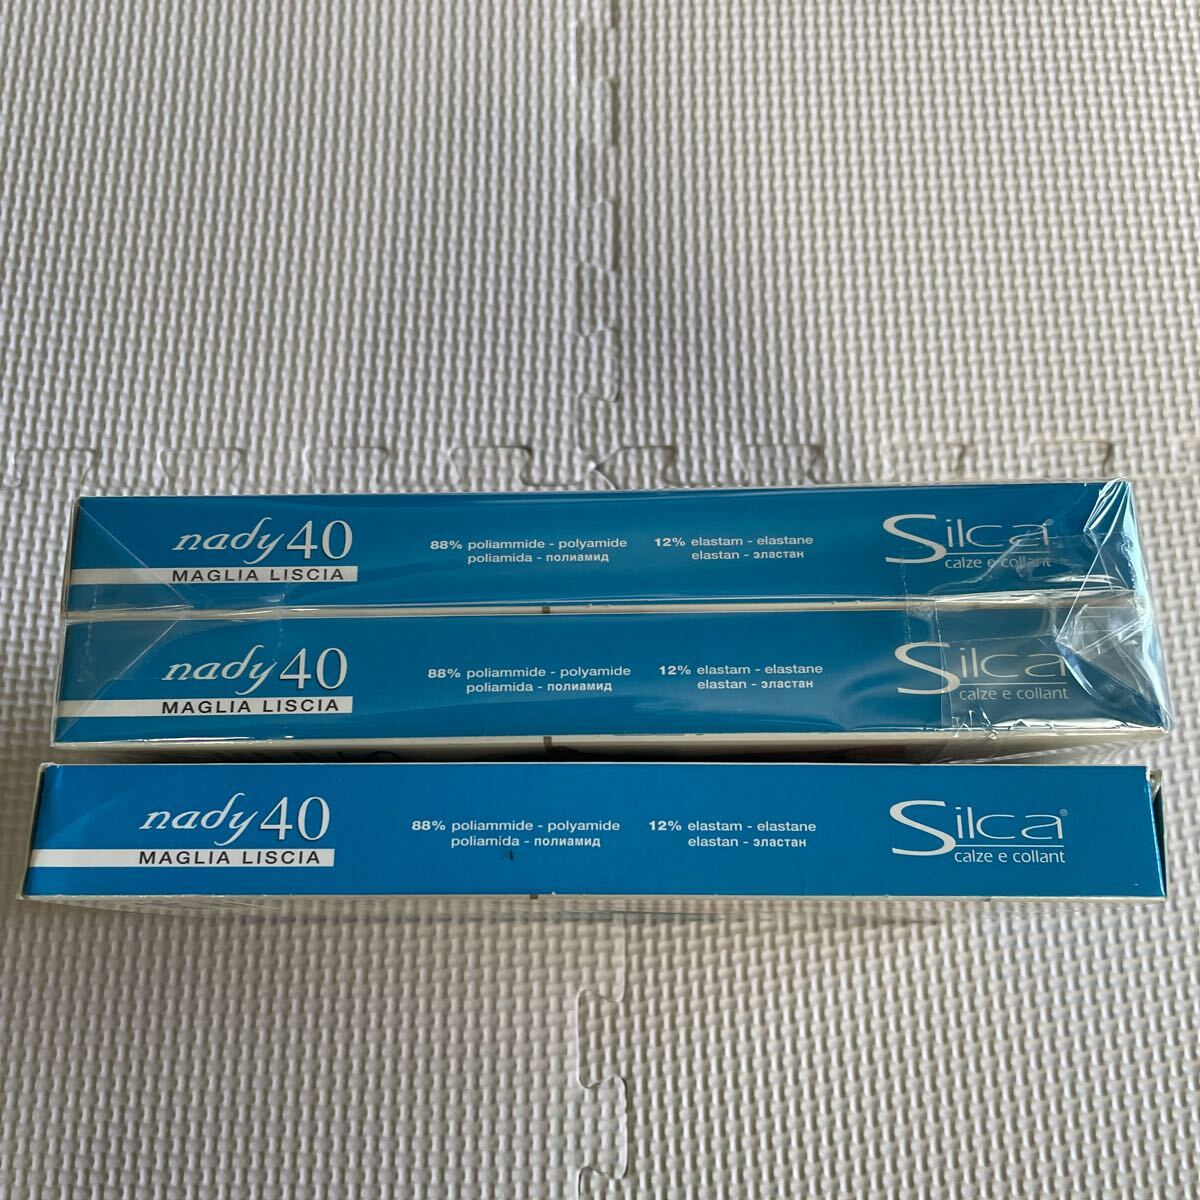 nady 40
MAGLIA LISCIA
88% poliammide - polyamide
poliamida - полиамид
12% elastam - elastane
elastan - эластан
Silca®
calze e collant
nady 40
MAGLIA LISCIA
88% poliammide - polyamide
poliamida - полиамид
12% elastam - elastane
elastan - эластан
Silca
calze e collant
nady 40
MAGLIA LISCIA
88% poliammide - polyamide
poliamida - полиамид
12% elastam - elastane
elastan - эластан
Silca®
calze e collant